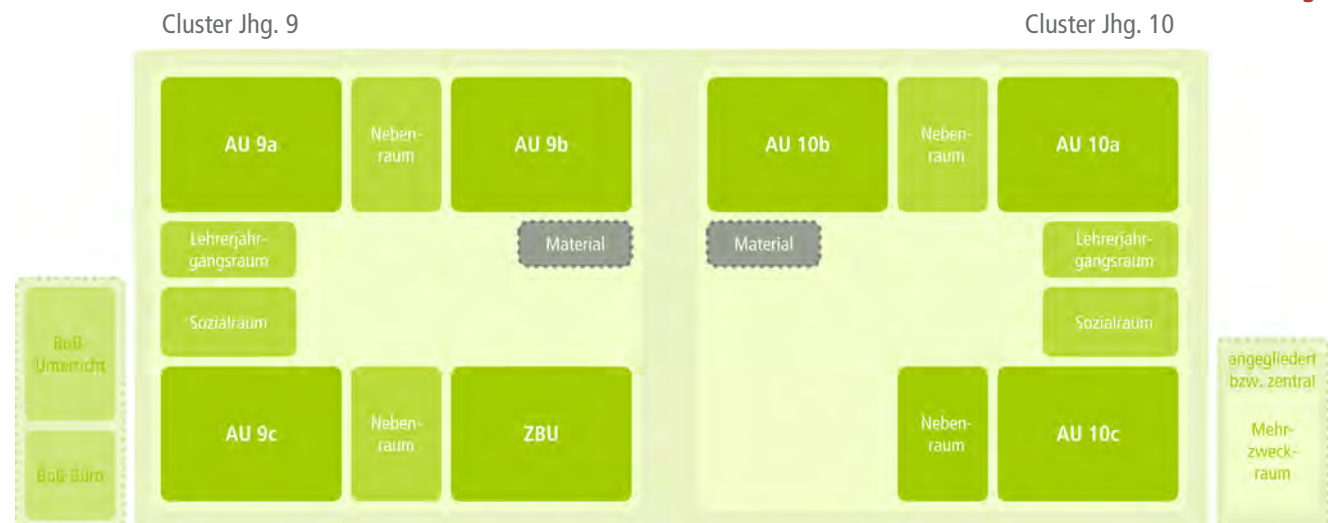 Cluster Jhg. 9
Cluster Jhg. 10
AU 9a
Neben-
raum
AU 9b
AU 10b
Neben-
raum
AU 10a
Lehrerjahr-
gangsraum
Material
Material
Lehrerjahr-
gangsraum
Sozialraum
Sozialraum
BoB-
Unterricht
angegliedert
bzw. zentral
AU 9c
Neben-
raum
ZBU
Neben-
raum
AU 10c
Mehr-
zweck-
raum
BoB-Büro